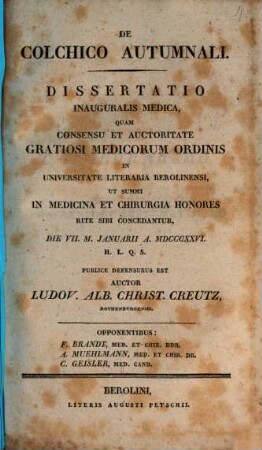 DE
COLCHICO AUTUMNALI.
DISSERTATIO
INAUGURALIS MEDICA,
QUAM
CONSENSU ET AUCTORITATE
GRATIOSI MEDICORUM ORDINIS
IN
UNIVERSITATE LITERARIA BEROLINENSI,
UT SUMMI
IN MEDICINA ET CHIRURGIA HONORES
RITE SIBI CONCEDANTUR,
DIE VII. M. JANUARII A. MDCCCXXVI.
H. L. Q. S.
PUBLICE DEFENSURUS EST
AUCTOR
LUDOV. ALB. CHRIST. CREUTZ,
ROTHENBURGENSIS.
OPPONENTIBUS:
F. BRANDT, MED. ET CHIR. DDR.
A. MUEHLMANN, MED. ET CHIR. DR.
C. GEISLER, MED. CAND.
BEROLINI,
LITERIS AUGUSTI PETSCHII.